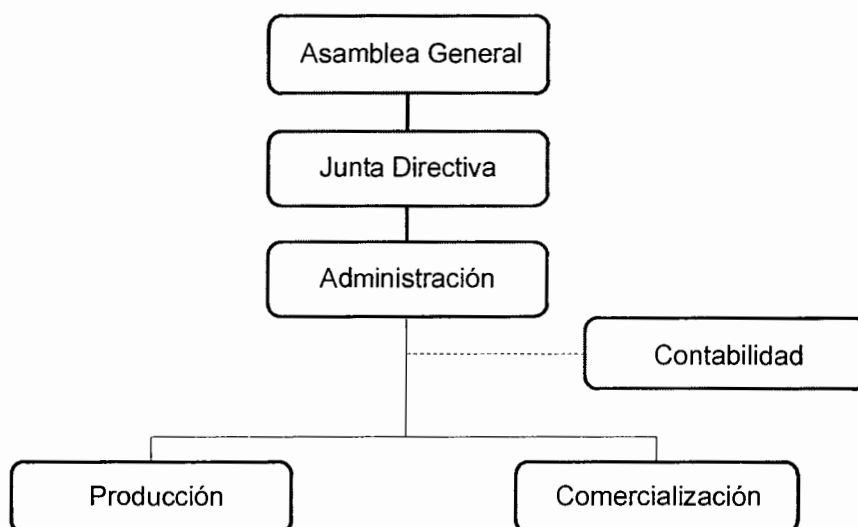 Asamblea General
Junta Directiva
Administración
Contabilidad
Producción
Comercialización